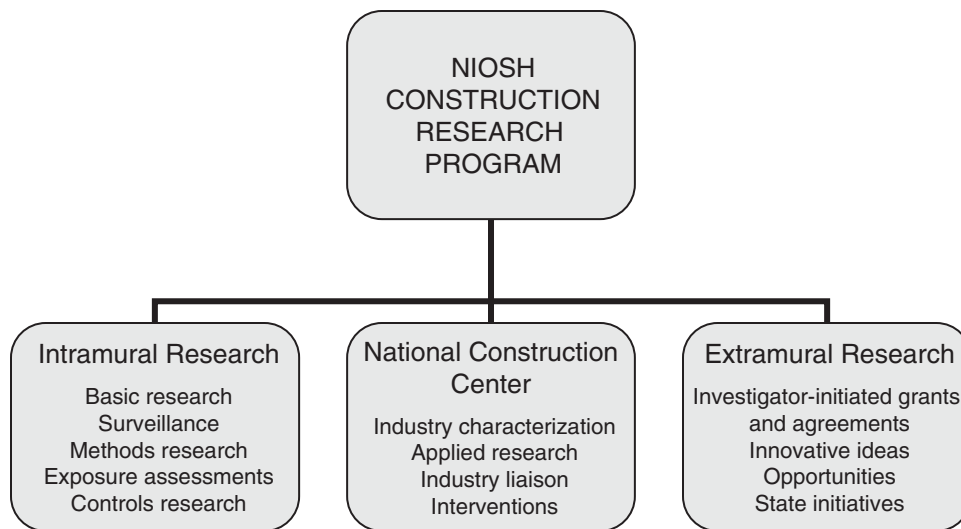 NIOSH
CONSTRUCTION
RESEARCH
PROGRAM
Intramural Research
Basic research
Surveillance
Methods research
Exposure assessments
Controls research
National Construction
Center
Industry characterization
Applied research
Industry liaison
Interventions
Extramural Research
Investigator-initiated grants
and agreements
Innovative ideas
Opportunities
State initiatives